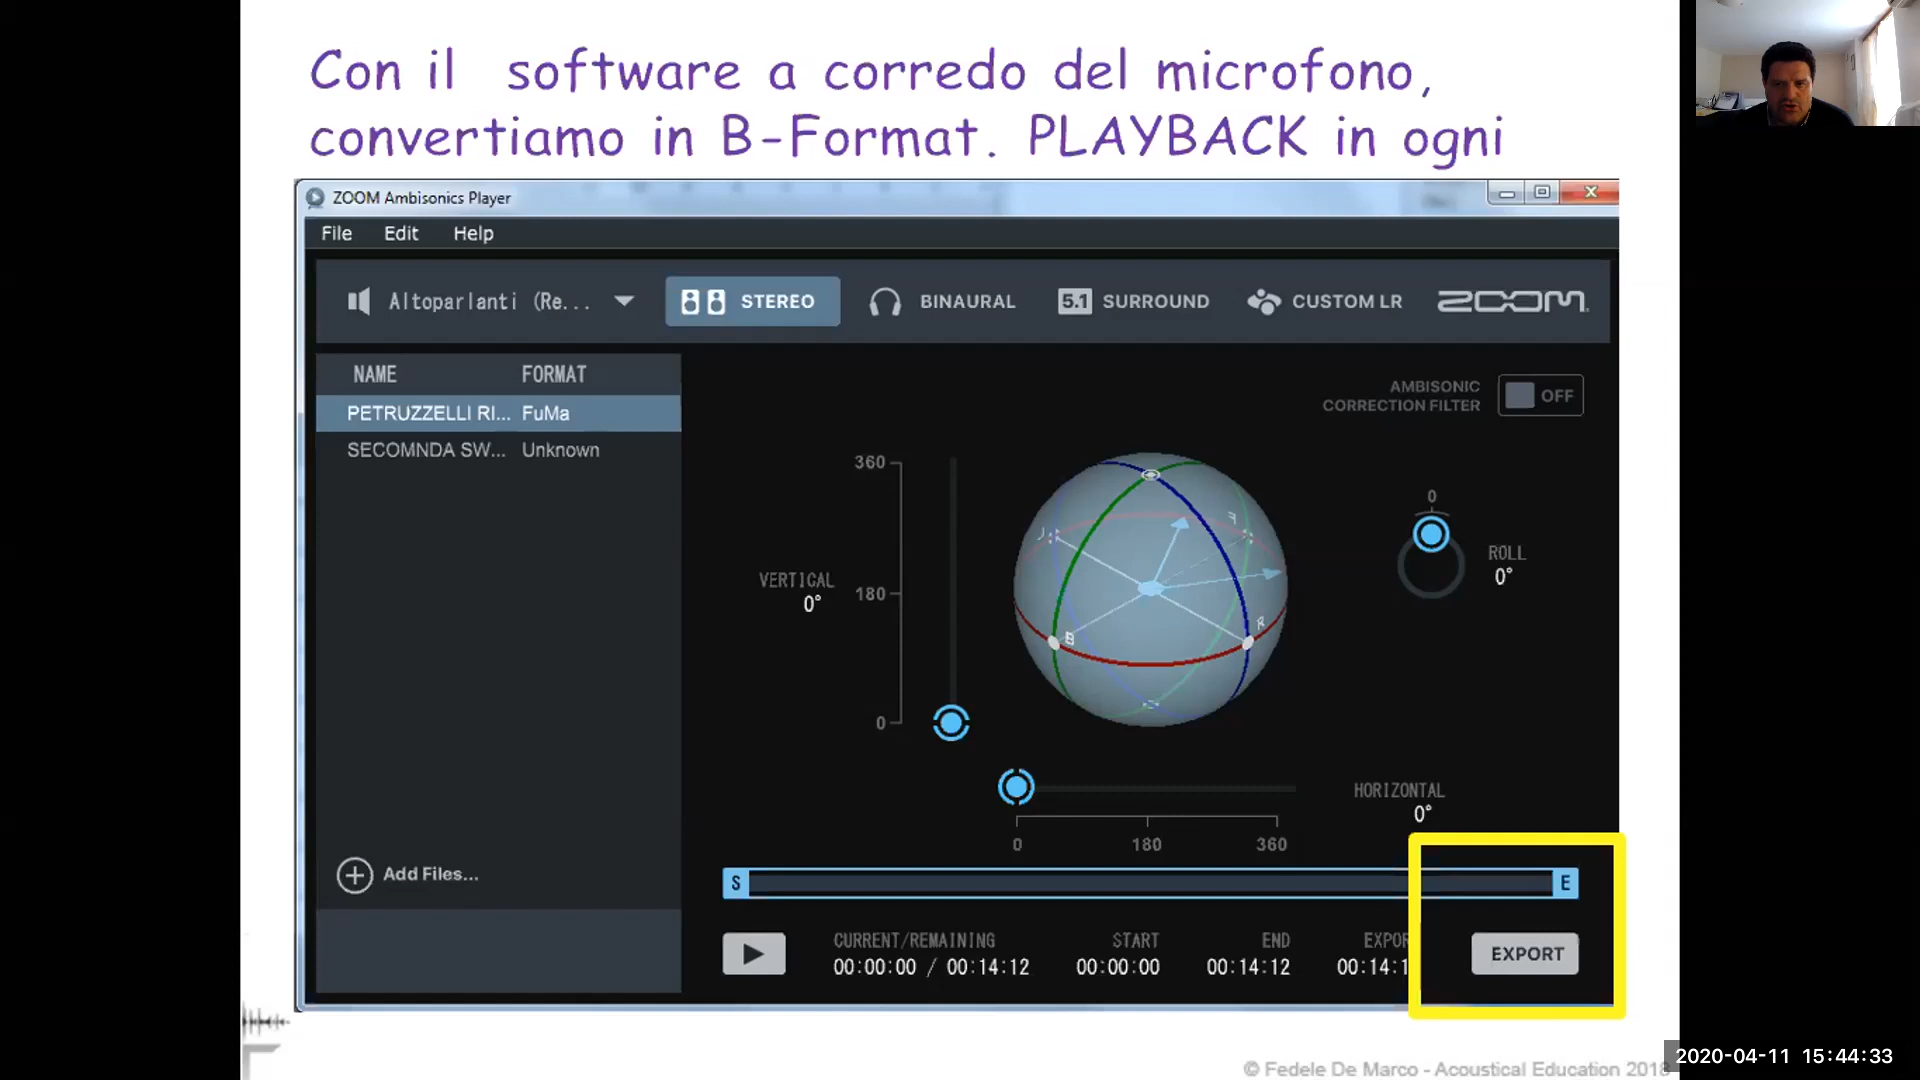 Con il software a corredo del microfono,
convertiamo in B-Format. PLAYBACK in ogni
ZOOM Ambisonics Player
File Edit Help
Altoparlanti (Re... STEREO BINAURAL 5.1 SURROUND CUSTOM LR ZOOM
NAME FORMAT
PETRUZZELLI RI... FuMa
SECOMNDA SW... Unknown
AMBISONIC
CORRECTION FILTER
OFF
360
180
0
VERTICAL
0°
L
F
B
R
0
ROLL
0°
HORIZONTAL
0°
0 180 360
Add Files...
S E
CURRENT/REMAINING START END EXPOR
00:00:00 / 00:14:12 00:00:00 00:14:12 00:14:1
EXPORT
© Fedele De Marco - Acoustical Education 2018
2020-04-11 15:44:33